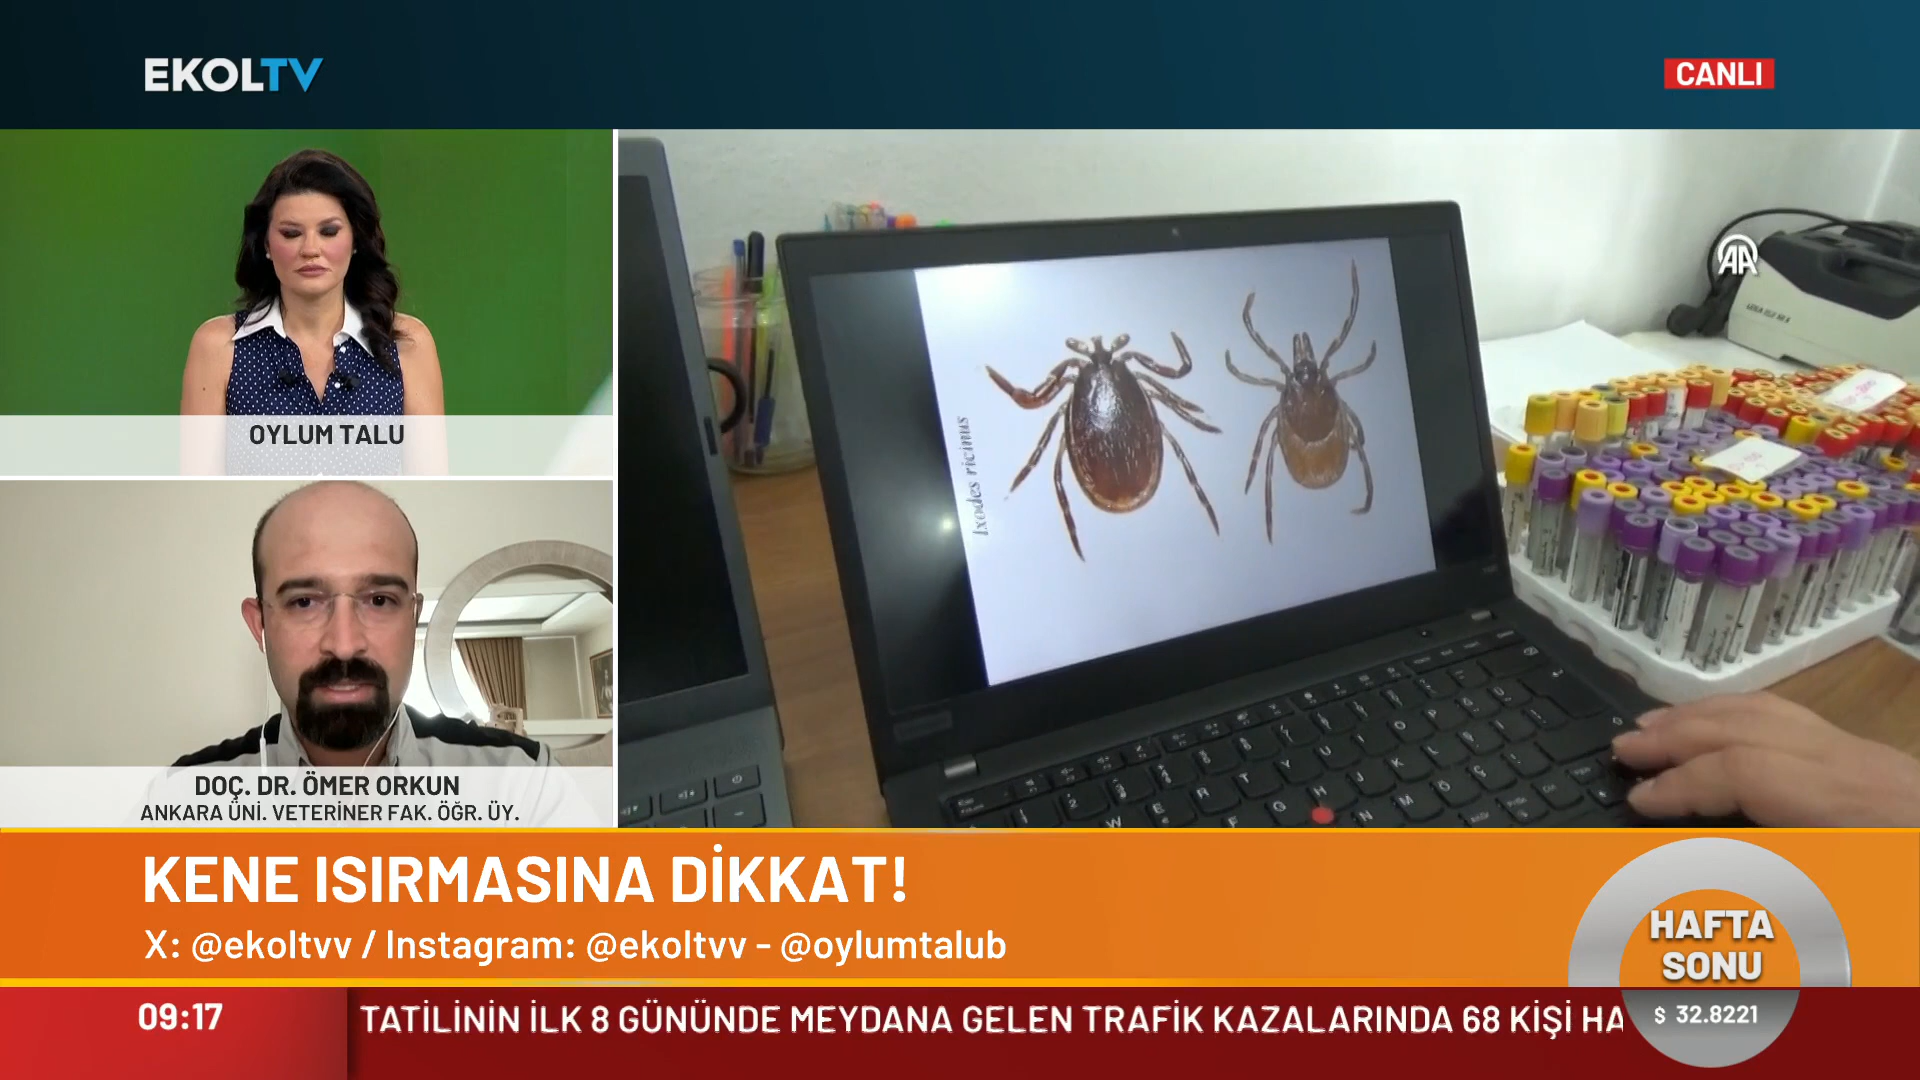 EKOLTV
CANLI
AA
OYLUM TALU
Ixodes ricinus
DOÇ. DR. ÖMER ORKUN
ANKARA ÜNİ. VETERİNER FAK. ÖĞR. ÜY.
KENE ISIRMASINA DİKKAT!
X: @ekoltvv / Instagram: @ekoltvv - @oylumtalub
HAFTA
SONU
09:17
TATİLİNİN İLK 8 GÜNÜNDE MEYDANA GELEN TRAFİK KAZALARINDA 68 KİŞİ HA
$ 32.8221